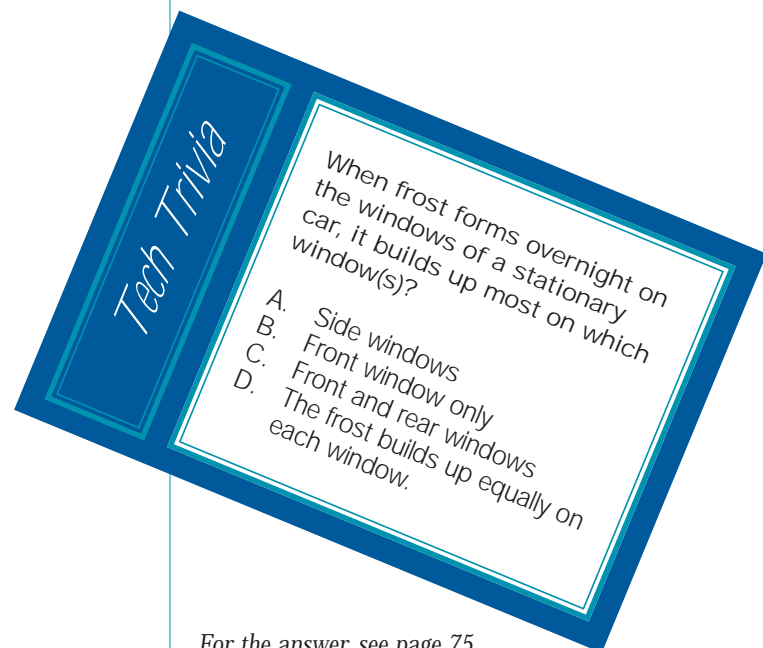 Tech Trivia
When frost forms overnight on
the windows of a stationary
car, it builds up most on which
window(s)?
A. Side windows
B. Front window only
C. Front and rear windows
D. The frost builds up equally on
each window.
For the answer, see page 75